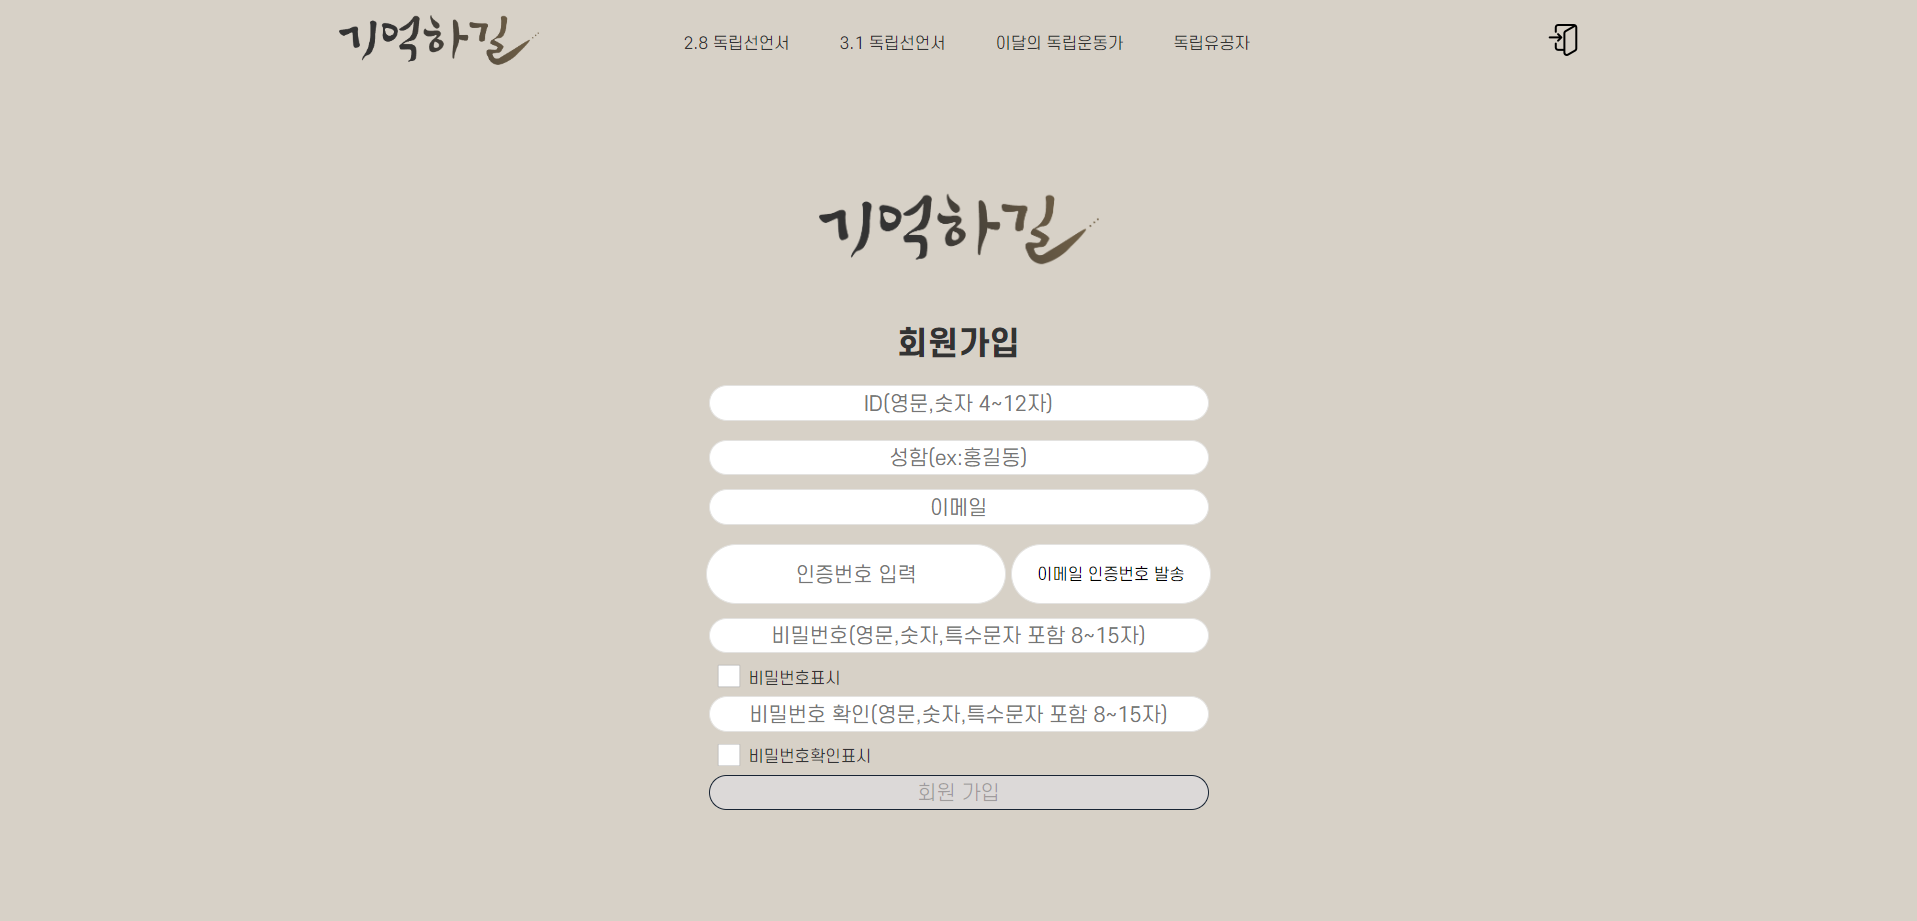 기억하길
2.8 독립선언서
3.1 독립선언서
이달의 독립운동가
독립유공자
기억하길
회원가입
ID(영문,숫자 4~12자)
성함(ex:홍길동)
이메일
인증번호 입력
이메일 인증번호 발송
비밀번호(영문,숫자,특수문자 포함 8~15자)
비밀번호표시
비밀번호 확인(영문,숫자,특수문자 포함 8~15자)
비밀번호확인표시
회원 가입